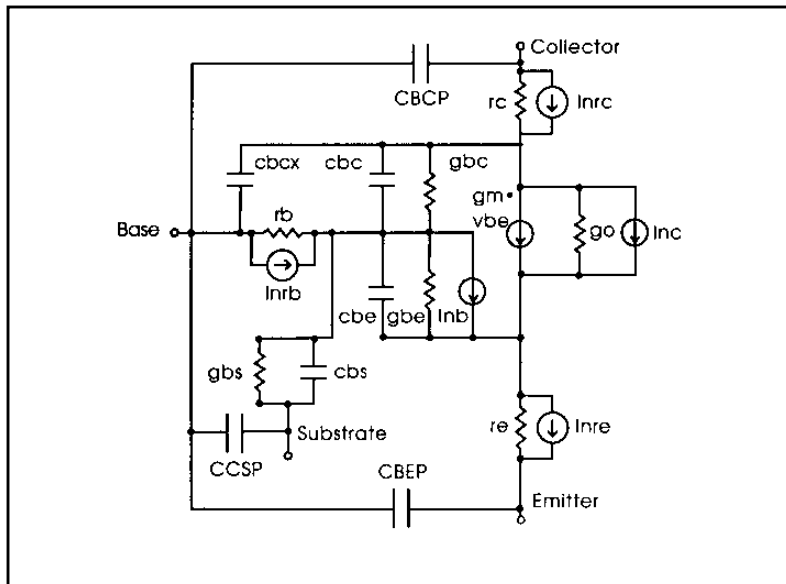 Collector
CBCP
rc
Inrc
cbcx
cbc
gbc
gm•
vbe
go
Inc
Base
rb
Inrb
cbe
gbe
Inb
gbs
cbs
re
Inre
Substrate
CCSP
CBEP
Emitter